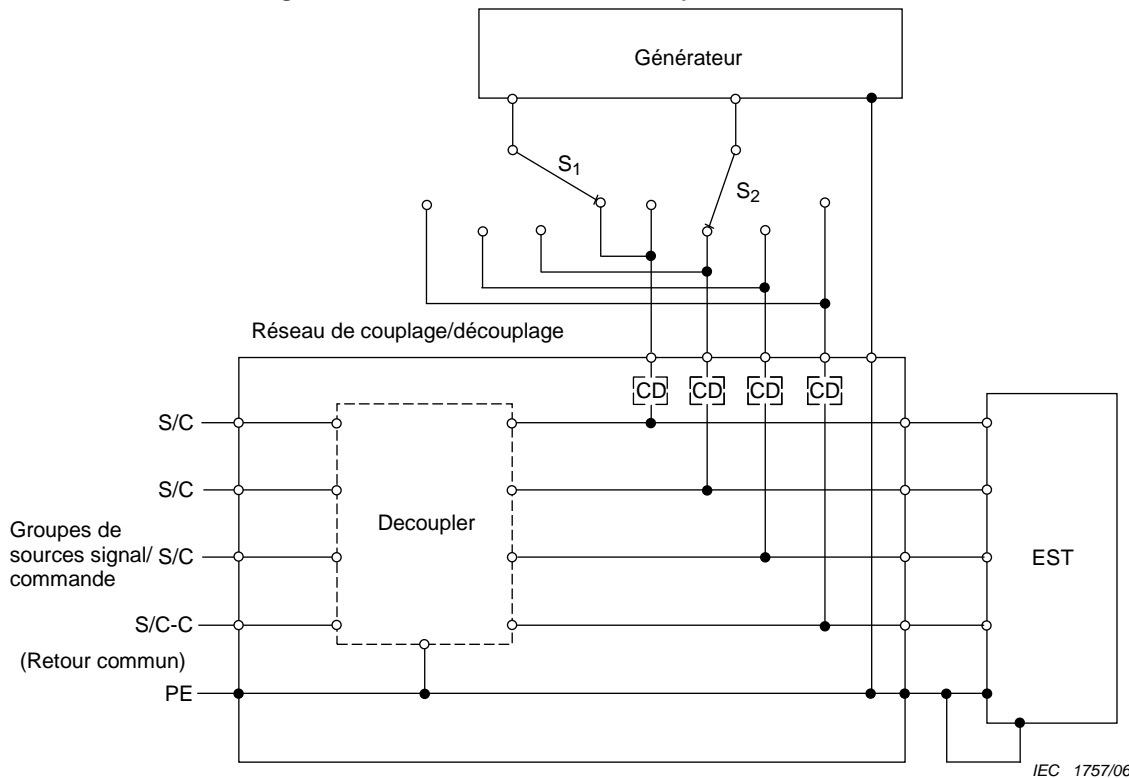 Générateur
S1
S2
Réseau de couplage/découplage
CD CD CD CD
S/C
S/C
Decoupler
Groupes de
sources signal/ S/C
commande
EST
S/C-C
(Retour commun)
PE
IEC 1757/06